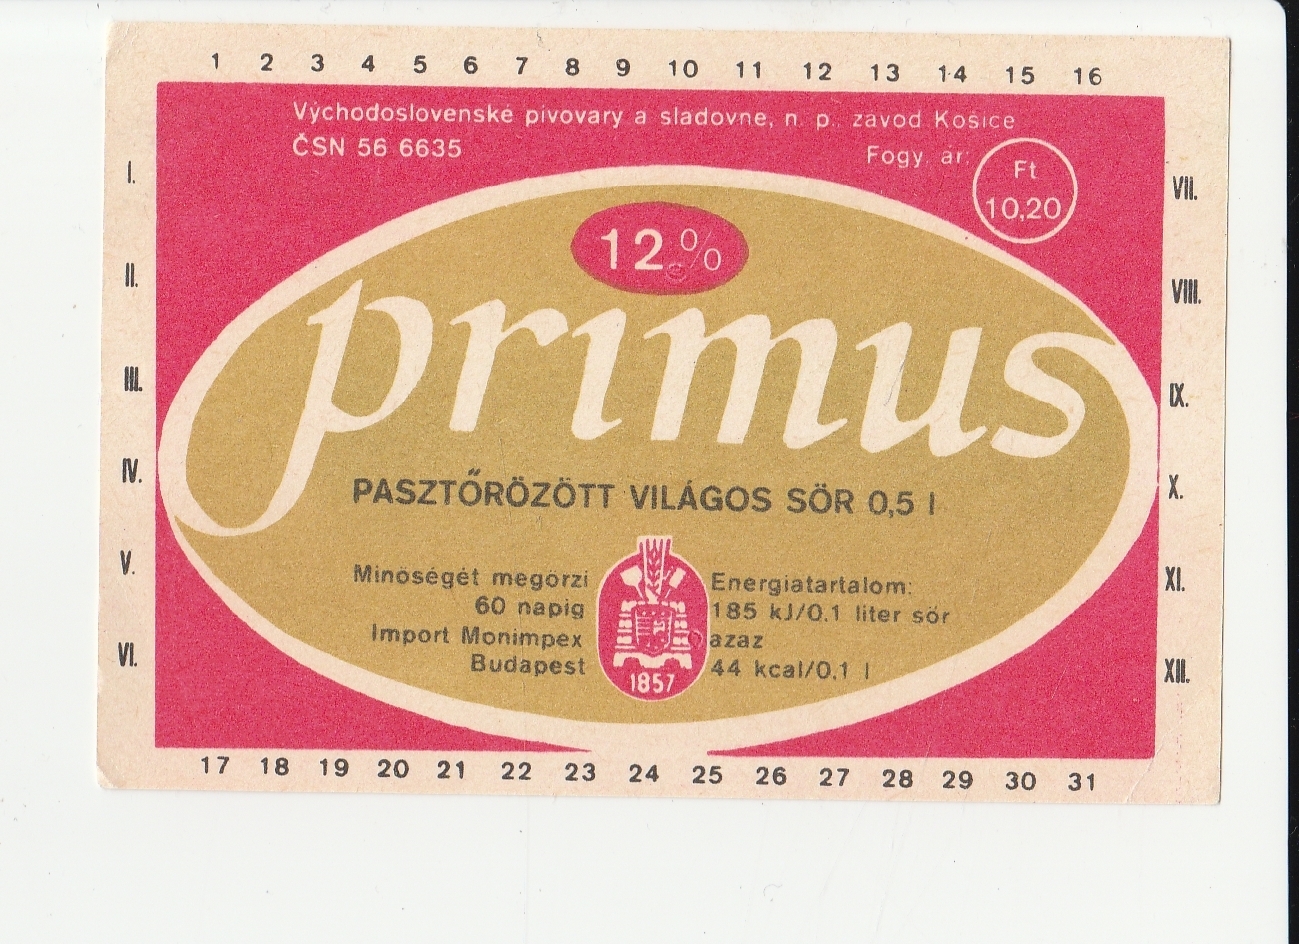 1 2 3 4 5 6 7 8 9 10 11 12 13 14 15 16
Východoslovenské pivovary a sladovne, n. p. závod Košice
ČSN 56 6635
Fogy. ár:
Ft
10,20
I.
II.
III.
IV.
V.
VI.
VII.
VIII.
IX.
X.
XI.
XII.
12%
primus
PASZTŐRÖZÖTT VILÁGOS SÖR 0,5 l
Minőségét megőrzi
60 napig
Import Monimpex
Budapest
1857
Energiatartalom:
185 kJ/0.1 liter sör
azaz
44 kcal/0.1 l
17 18 19 20 21 22 23 24 25 26 27 28 29 30 31